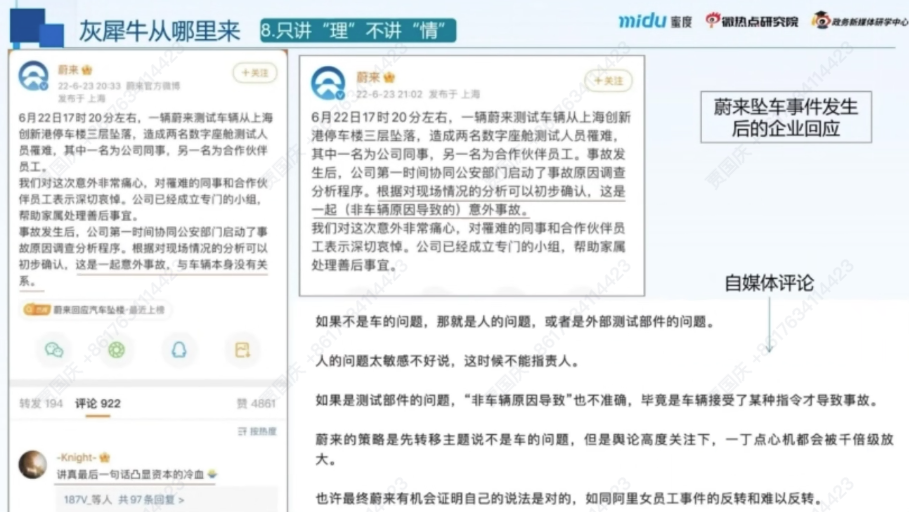 灰犀牛从哪里来
8.只讲“理”不讲“情”
midu 蜜度
微热点研究院
政务新媒体研学中心
蔚来
+关注
22-6-23 20:33 蔚来官方微博
发布于 上海
6月22日17时20分左右，一辆蔚来测试车辆从上海创
新港停车楼三层坠落，造成两名数字座舱测试人
员罹难，其中一名为公司同事，另一名为合作伙伴
员工。
我们对这次意外非常痛心，对罹难的同事和合作伙
伴员工表示深切哀悼。公司已经成立专门的小组，
帮助家属处理善后事宜。
事故发生后，公司第一时间协同公安部门启动了事
故原因调查分析程序。根据对现场情况的分析可以
初步确认，这是一起意外事故，与车辆本身没有关
系。
蔚来回应汽车坠楼-最近上榜
转发 194 评论 922 赞 4861
按热度
-Knight-
讲真最后一句话凸显资本的冷血
187V_等人 共97条回复 >
蔚来
+关注
22-6-23 21:02 发布于 上海
6月22日17时20分左右，一辆蔚来测试车辆从上海创新
港停车楼三层坠落，造成两名数字座舱测试人员罹难，
其中一名为公司同事，另一名为合作伙伴员工。事故发
生后，公司第一时间协同公安部门启动了事故原因调查
分析程序。根据对现场情况的分析可以初步确认，这是
一起（非车辆原因导致的）意外事故。
我们对这次意外非常痛心，对罹难的同事和合作伙伴员
工表示深切哀悼。公司已经成立专门的小组，帮助家属
处理善后事宜。
蔚来坠车事件发生
后的企业回应
自媒体评论
如果不是车的问题，那就是人的问题，或者是外部测试部件的问题。
人的问题太敏感不好说，这时候不能指责人。
如果是测试部件的问题，“非车辆原因导致”也不准确，毕竟是车辆接受了某种指令才导致事故。
蔚来的策略是先转移主题说不是车的问题，但是舆论高度关注下，一丁点心机都会被千倍级放
大。
也许最终蔚来有机会证明自己的说法是对的，如同阿里女员工事件的反转和难以反转。
贾国庆 +8617634114423